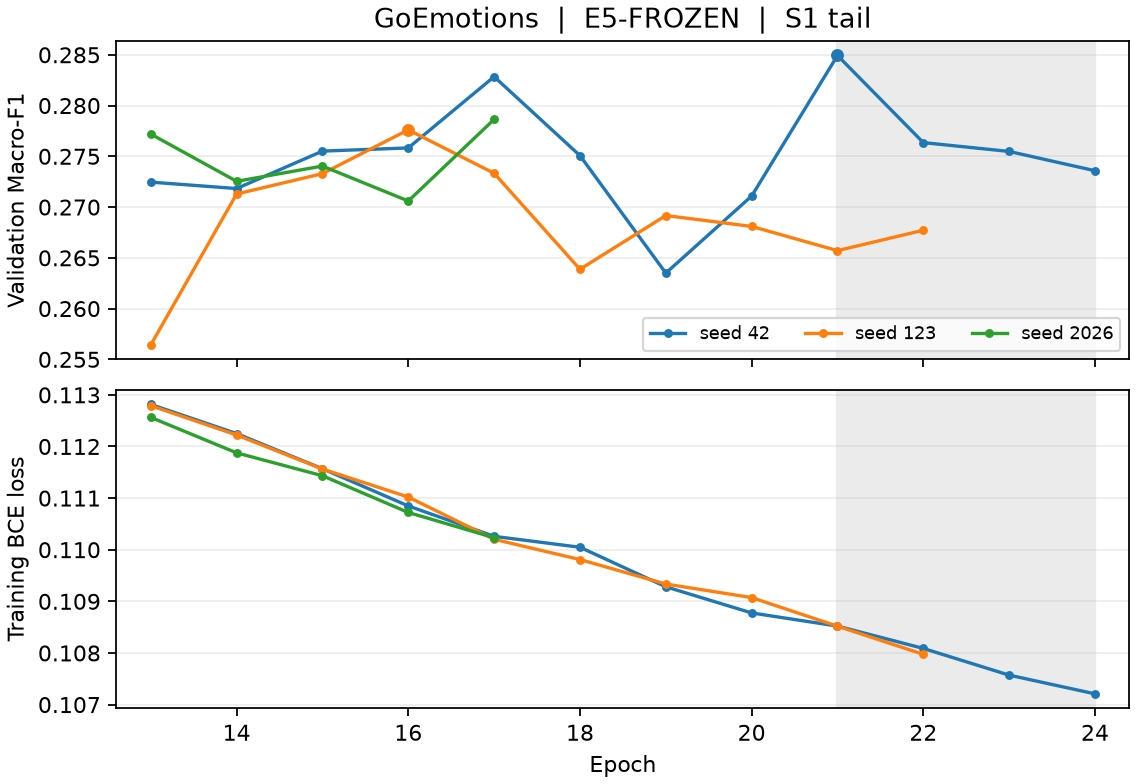 GoEmotions | E5-FROZEN | S1 tail
Validation Macro-F1
0.285
0.280
0.275
0.270
0.265
0.260
0.255
seed 42
seed 123
seed 2026
Training BCE loss
0.113
0.112
0.111
0.110
0.109
0.108
0.107
14 16 18 20 22 24
Epoch